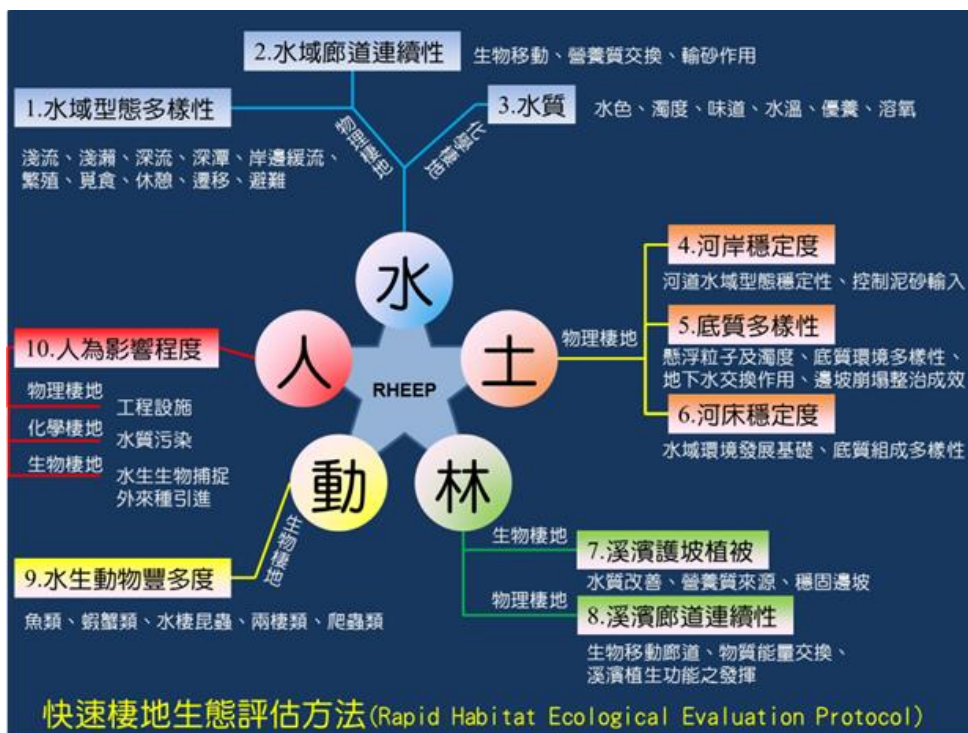 2.水域廊道連續性
生物移動、營養質交換、輸砂作用
1.水域型態多樣性
淺流、淺瀨、深流、深潭、岸邊緩流、
繁殖、覓食、休憩、遷移、避難
物理棲地
化學棲地
3.水質
水色、濁度、味道、水溫、優養、溶氧
水
土
林
動
人
RHEEP
物理棲地
4.河岸穩定度
河道水域型態穩定性、控制泥砂輸入
5.底質多樣性
懸浮粒子及濁度、底質環境多樣性、
地下水交換作用、邊坡崩塌整治成效
6.河床穩定度
水域環境發展基礎、底質組成多樣性
生物棲地
7.溪濱護坡植被
水質改善、營養質來源、穩固邊坡
物理棲地
8.溪濱廊道連續性
生物移動廊道、物質能量交換、
溪濱植生功能之發揮
生物棲地
9.水生動物豐多度
魚類、蝦蟹類、水棲昆蟲、兩棲類、爬蟲類
10.人為影響程度
物理棲地
工程設施
化學棲地
水質污染
生物棲地
水生生物捕捉
外來種引進
快速棲地生態評估方法(Rapid Habitat Ecological Evaluation Protocol)